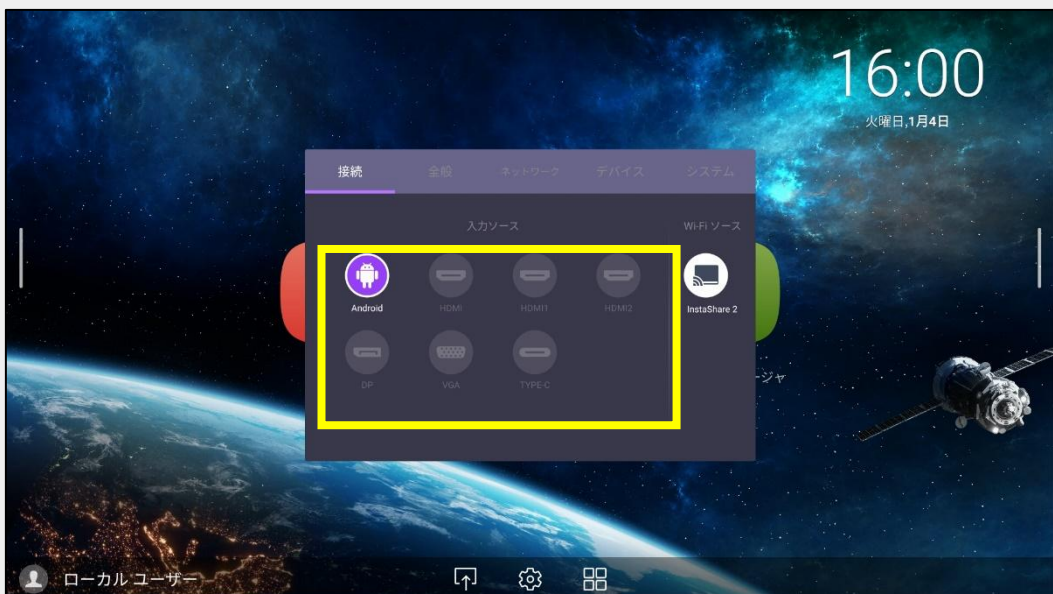 16:00
火曜日,1月4日
接続 全般 ネットワーク デバイス システム
入力ソース Wi-Fi ソース
Android HDMI HDMI1 HDMI2 InstaShare 2
DP VGA TYPE-C
ージャ
ローカル ユーザー